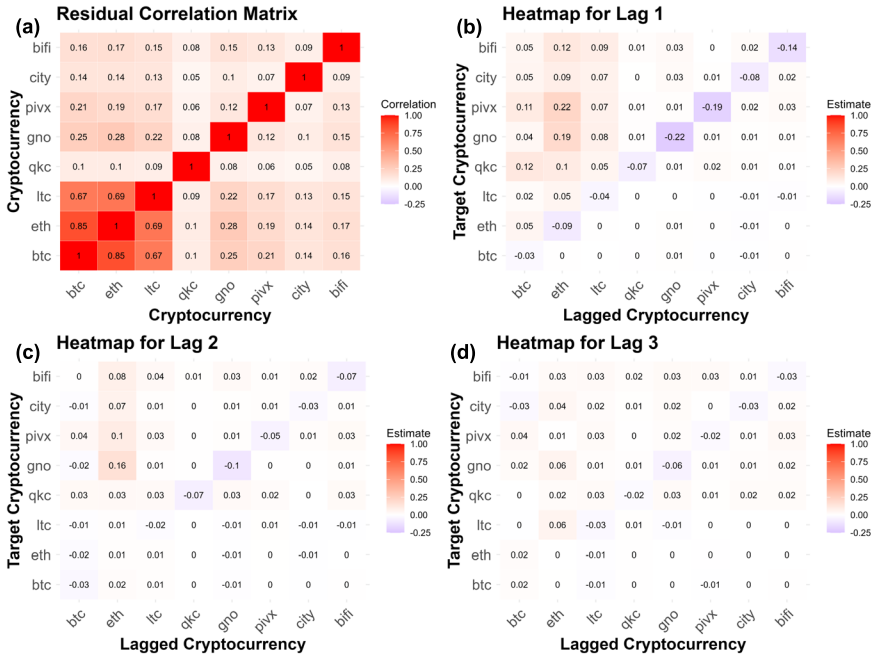 (a) Residual Correlation Matrix
Cryptocurrency
bifi 0.16 0.17 0.15 0.08 0.15 0.13 0.09 1
city 0.14 0.14 0.13 0.05 0.1 0.07 1 0.09
pivx 0.21 0.19 0.17 0.06 0.12 1 0.07 0.13
gno 0.25 0.28 0.22 0.08 1 0.12 0.1 0.15
qkc 0.1 0.1 0.09 1 0.08 0.06 0.05 0.08
ltc 0.67 0.69 1 0.09 0.22 0.17 0.13 0.15
eth 0.85 1 0.69 0.1 0.28 0.19 0.14 0.17
btc 1 0.85 0.67 0.1 0.25 0.21 0.14 0.16
btc eth ltc qkc gno pivx city bifi
Cryptocurrency
Correlation
1.00
0.75
0.50
0.25
0.00
-0.25
(b) Heatmap for Lag 1
Target Cryptocurrency
bifi 0.05 0.12 0.09 0.01 0.03 0 0.02 -0.14
city 0.05 0.09 0.07 0 0.03 0.01 -0.08 0.02
pivx 0.11 0.22 0.07 0.01 0.01 -0.19 0.02 0.03
gno 0.04 0.19 0.08 0.01 -0.22 0.01 0.01 0.01
qkc 0.12 0.1 0.05 -0.07 0.01 0.02 0.01 0.01
ltc 0.02 0.05 -0.04 0 0 0 -0.01 -0.01
eth 0.05 -0.09 0 0 0.01 0 -0.01 0
btc -0.03 0 0 0 0.01 0 -0.01 0
btc eth ltc qkc gno pivx city bifi
Lagged Cryptocurrency
Estimate
1.00
0.75
0.50
0.25
0.00
-0.25
(c) Heatmap for Lag 2
Target Cryptocurrency
bifi 0 0.08 0.04 0.01 0.03 0.01 0.02 -0.07
city -0.01 0.07 0.01 0 0.01 0.01 -0.03 0.01
pivx 0.04 0.1 0.03 0 0.01 -0.05 0.01 0.03
gno -0.02 0.16 0.01 0 -0.1 0 0 0.01
qkc 0.03 0.03 0.03 -0.07 0.03 0.02 0 0.03
ltc -0.01 0.01 -0.02 0 -0.01 0.01 -0.01 -0.01
eth -0.02 0.01 0.01 0 -0.01 0 -0.01 0
btc -0.03 0.02 0.01 0 -0.01 0 0 0
btc eth ltc qkc gno pivx city bifi
Lagged Cryptocurrency
Estimate
1.00
0.75
0.50
0.25
0.00
-0.25
(d) Heatmap for Lag 3
Target Cryptocurrency
bifi -0.01 0.03 0.03 0.02 0.03 0.03 0.01 -0.03
city -0.03 0.04 0.02 0.01 0.02 0 -0.03 0.02
pivx 0.04 0.01 0.03 0 0.02 -0.02 0.01 0.03
gno 0.02 0.06 0.01 0.01 -0.06 0.01 0.01 0.02
qkc 0 0.02 0.03 -0.02 0.03 0.01 0.02 0.02
ltc 0 0.06 -0.03 0.01 -0.01 0 0 0
eth 0.02 0 -0.01 0 0 0 0 0
btc 0.02 0 -0.01 0 0 -0.01 0 0
btc eth ltc qkc gno pivx city bifi
Lagged Cryptocurrency
Estimate
1.00
0.75
0.50
0.25
0.00
-0.25